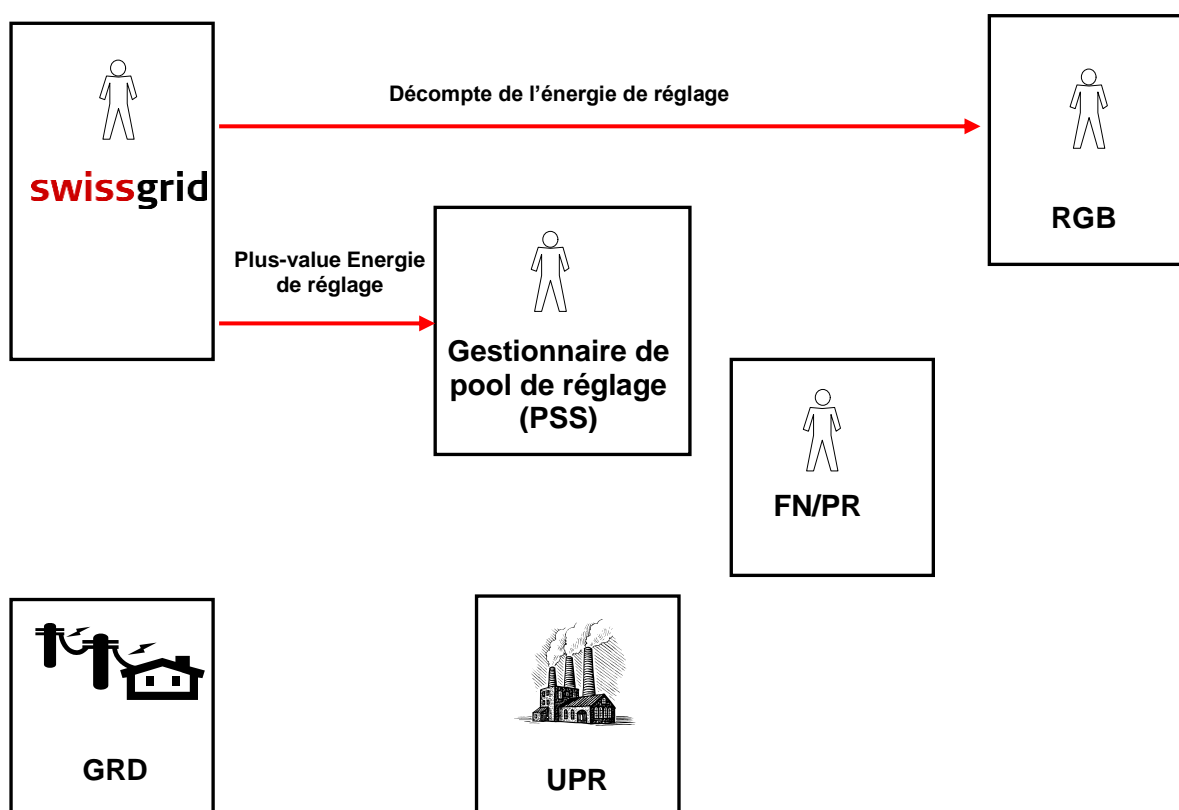 Décompte de l'énergie de réglage
swissgrid
RGB
Plus-value Energie
de réglage
Gestionnaire de
pool de réglage
(PSS)
FN/PR
GRD
UPR